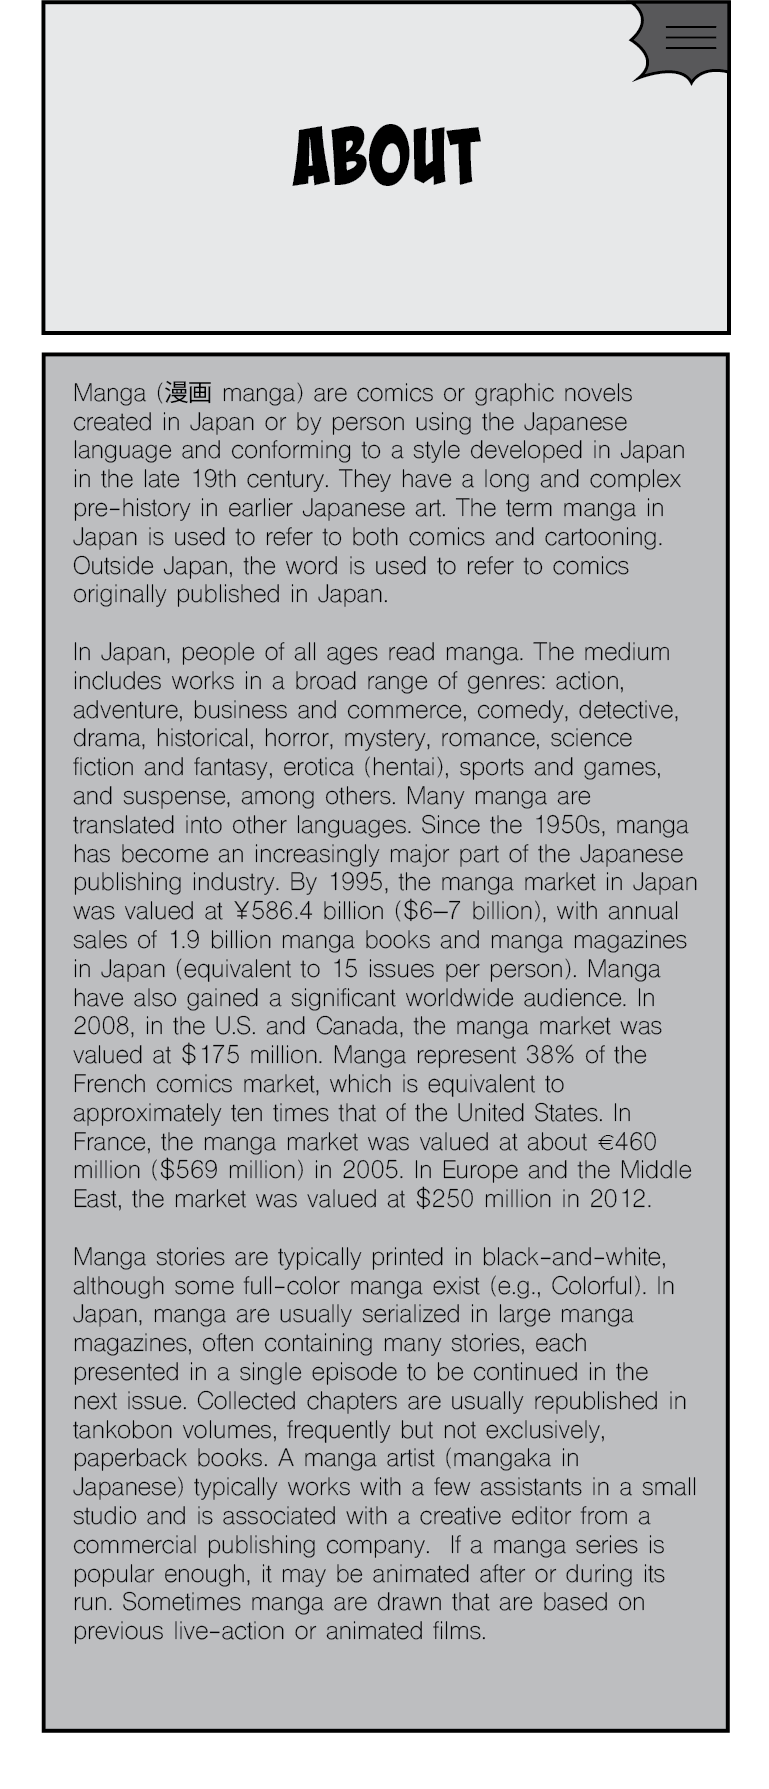 ABOUT
Manga (漫画 manga) are comics or graphic novels
created in Japan or by person using the Japanese
language and conforming to a style developed in Japan
in the late 19th century. They have a long and complex
pre-history in earlier Japanese art. The term manga in
Japan is used to refer to both comics and cartooning.
Outside Japan, the word is used to refer to comics
originally published in Japan.
In Japan, people of all ages read manga. The medium
includes works in a broad range of genres: action,
adventure, business and commerce, comedy, detective,
drama, historical, horror, mystery, romance, science
fiction and fantasy, erotica (hentai), sports and games,
and suspense, among others. Many manga are
translated into other languages. Since the 1950s, manga
has become an increasingly major part of the Japanese
publishing industry. By 1995, the manga market in Japan
was valued at ¥586.4 billion ($6–7 billion), with annual
sales of 1.9 billion manga books and manga magazines
in Japan (equivalent to 15 issues per person). Manga
have also gained a significant worldwide audience. In
2008, in the U.S. and Canada, the manga market was
valued at $175 million. Manga represent 38% of the
French comics market, which is equivalent to
approximately ten times that of the United States. In
France, the manga market was valued at about €460
million ($569 million) in 2005. In Europe and the Middle
East, the market was valued at $250 million in 2012.
Manga stories are typically printed in black-and-white,
although some full-color manga exist (e.g., Colorful). In
Japan, manga are usually serialized in large manga
magazines, often containing many stories, each
presented in a single episode to be continued in the
next issue. Collected chapters are usually republished in
tankobon volumes, frequently but not exclusively,
paperback books. A manga artist (mangaka in
Japanese) typically works with a few assistants in a small
studio and is associated with a creative editor from a
commercial publishing company.  If a manga series is
popular enough, it may be animated after or during its
run. Sometimes manga are drawn that are based on
previous live-action or animated films.